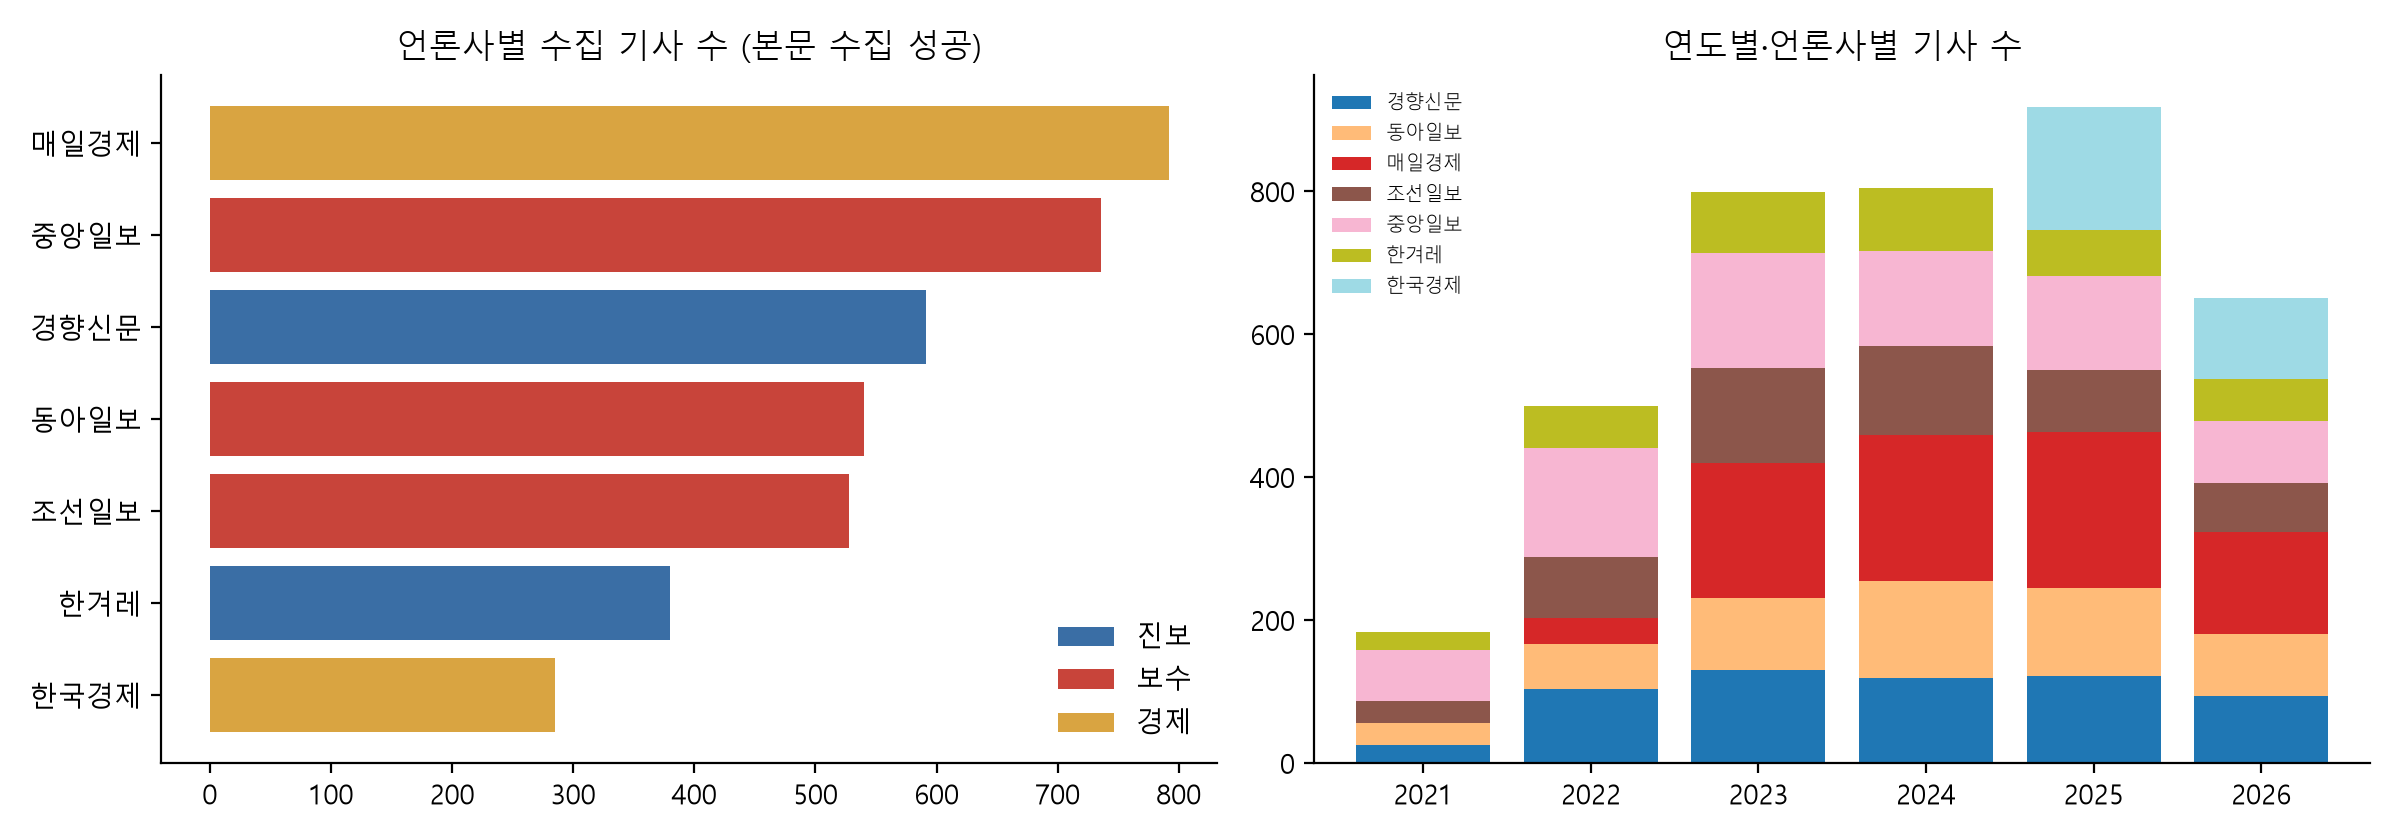 언론사별 수집 기사 수 (본문 수집 성공)
매일경제
중앙일보
경향신문
동아일보
조선일보
한겨레
한국경제
진보
보수
경제
0 100 200 300 400 500 600 700 800
연도별·언론사별 기사 수
경향신문
동아일보
매일경제
조선일보
중앙일보
한겨레
한국경제
800
600
400
200
0
2021 2022 2023 2024 2025 2026